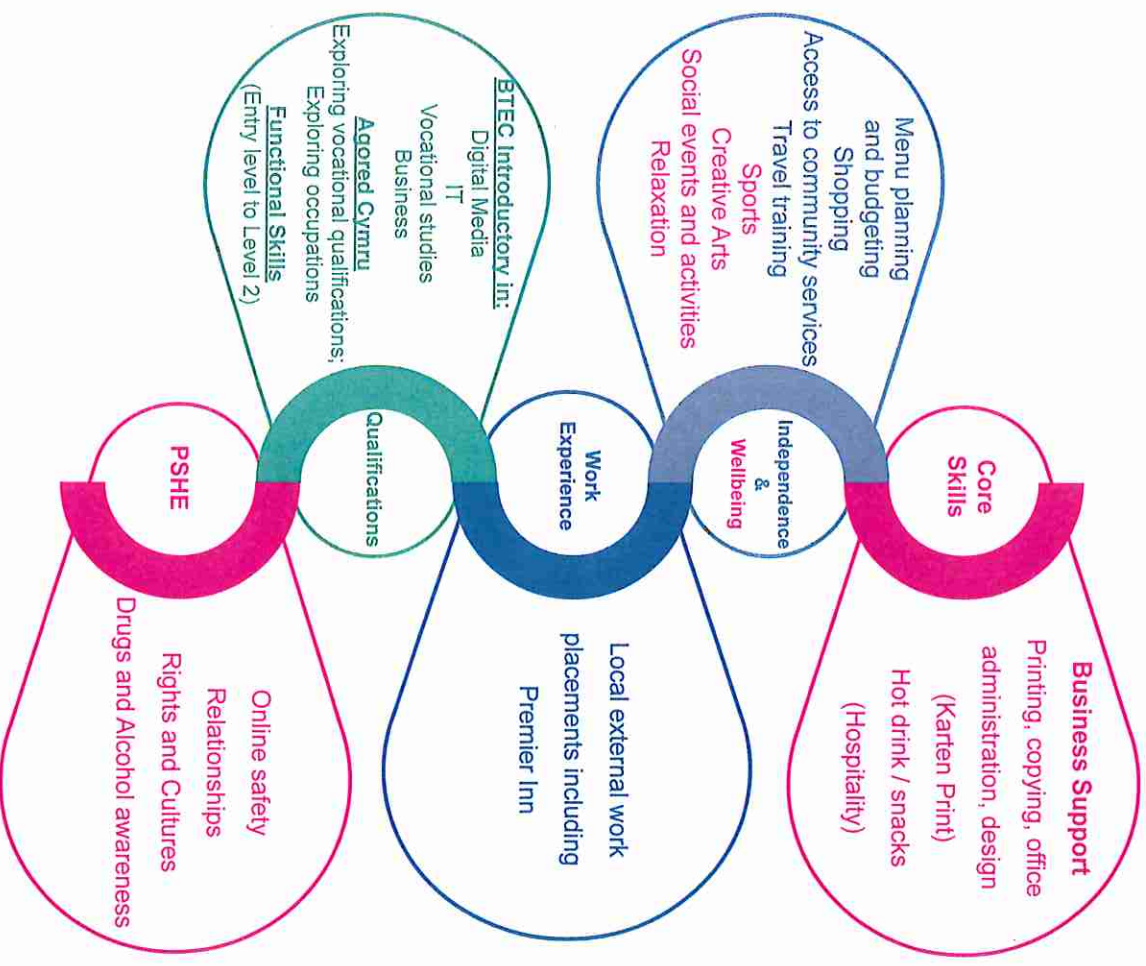 Business Support
Printing, copying, office
administration, design
(Karten Print)
Hot drink / snacks
(Hospitality)
Core
Skills
Independence
&
Wellbeing
Menu planning
and budgeting
Shopping
Access to community services
Travel training
Sports
Creative Arts
Social events and activities
Relaxation
Local external work
placements including
Premier Inn
Work
Experience
Qualifications
BTEC Introductory in:
Digital Media
IT
Vocational studies
Business
Agored Cymru
Exploring vocational qualifications;
Exploring occupations
Functional Skills
(Entry level to Level 2)
Online safety
Relationships
Rights and Cultures
Drugs and Alcohol awareness
PSHE